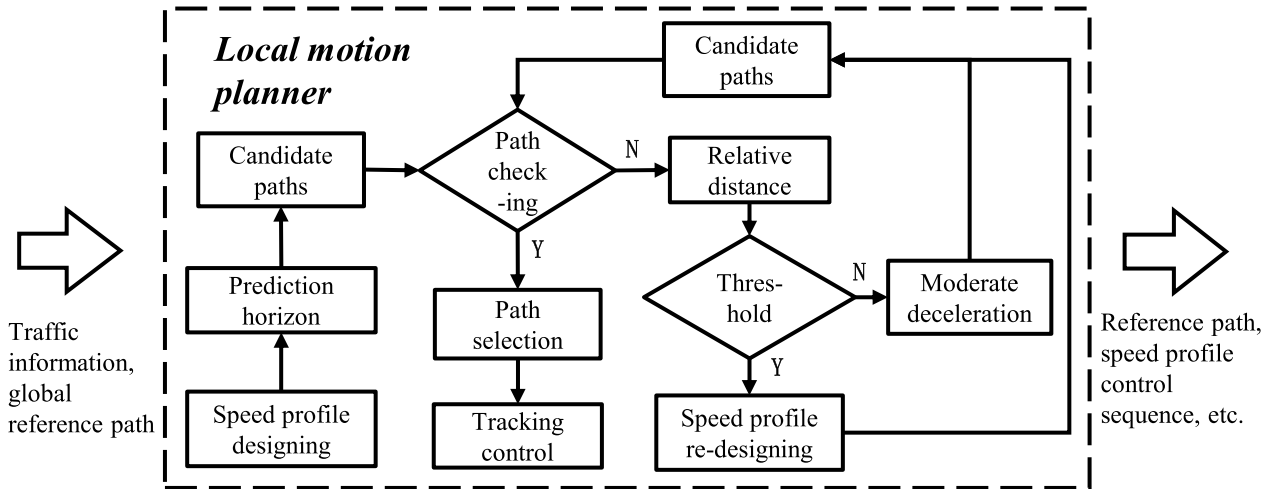 Local motion
planner
Candidate
paths
Candidate
paths
Path
check
-ing
N
Relative
distance
Y
Prediction
horizon
Path
selection
Thres-
hold
N
Moderate
deceleration
Y
Speed profile
designing
Tracking
control
Speed profile
re-designing
Traffic
information,
global
reference path
Reference path,
speed profile
control
sequence, etc.